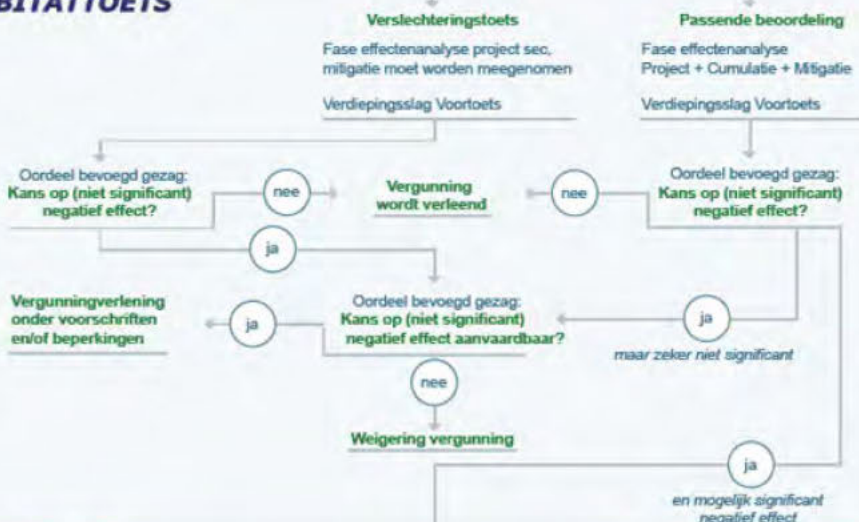 BITATTOETS
Verslechteringstoets
Fase effectenanalyse project sec,
mitigatie moet worden meegenomen
Verdiepingsslag Voortoets
Passende beoordeling
Fase effectenanalyse
Project + Cumulatie + Mitigatie
Verdiepingsslag Voortoets
Oordeel bevoegd gezag:
Kans op (niet significant)
negatief effect?
nee
Vergunning
wordt verleend
nee
Oordeel bevoegd gezag:
Kans op (niet significant)
negatief effect?
ja
Vergunningverlening
onder voorschriften
en/of beperkingen
ja
Oordeel bevoegd gezag:
Kans op (niet significant)
negatief effect aanvaardbaar?
ja
maar zeker niet significant
nee
Weigering vergunning
ja
en mogelijk significant
negatief effect